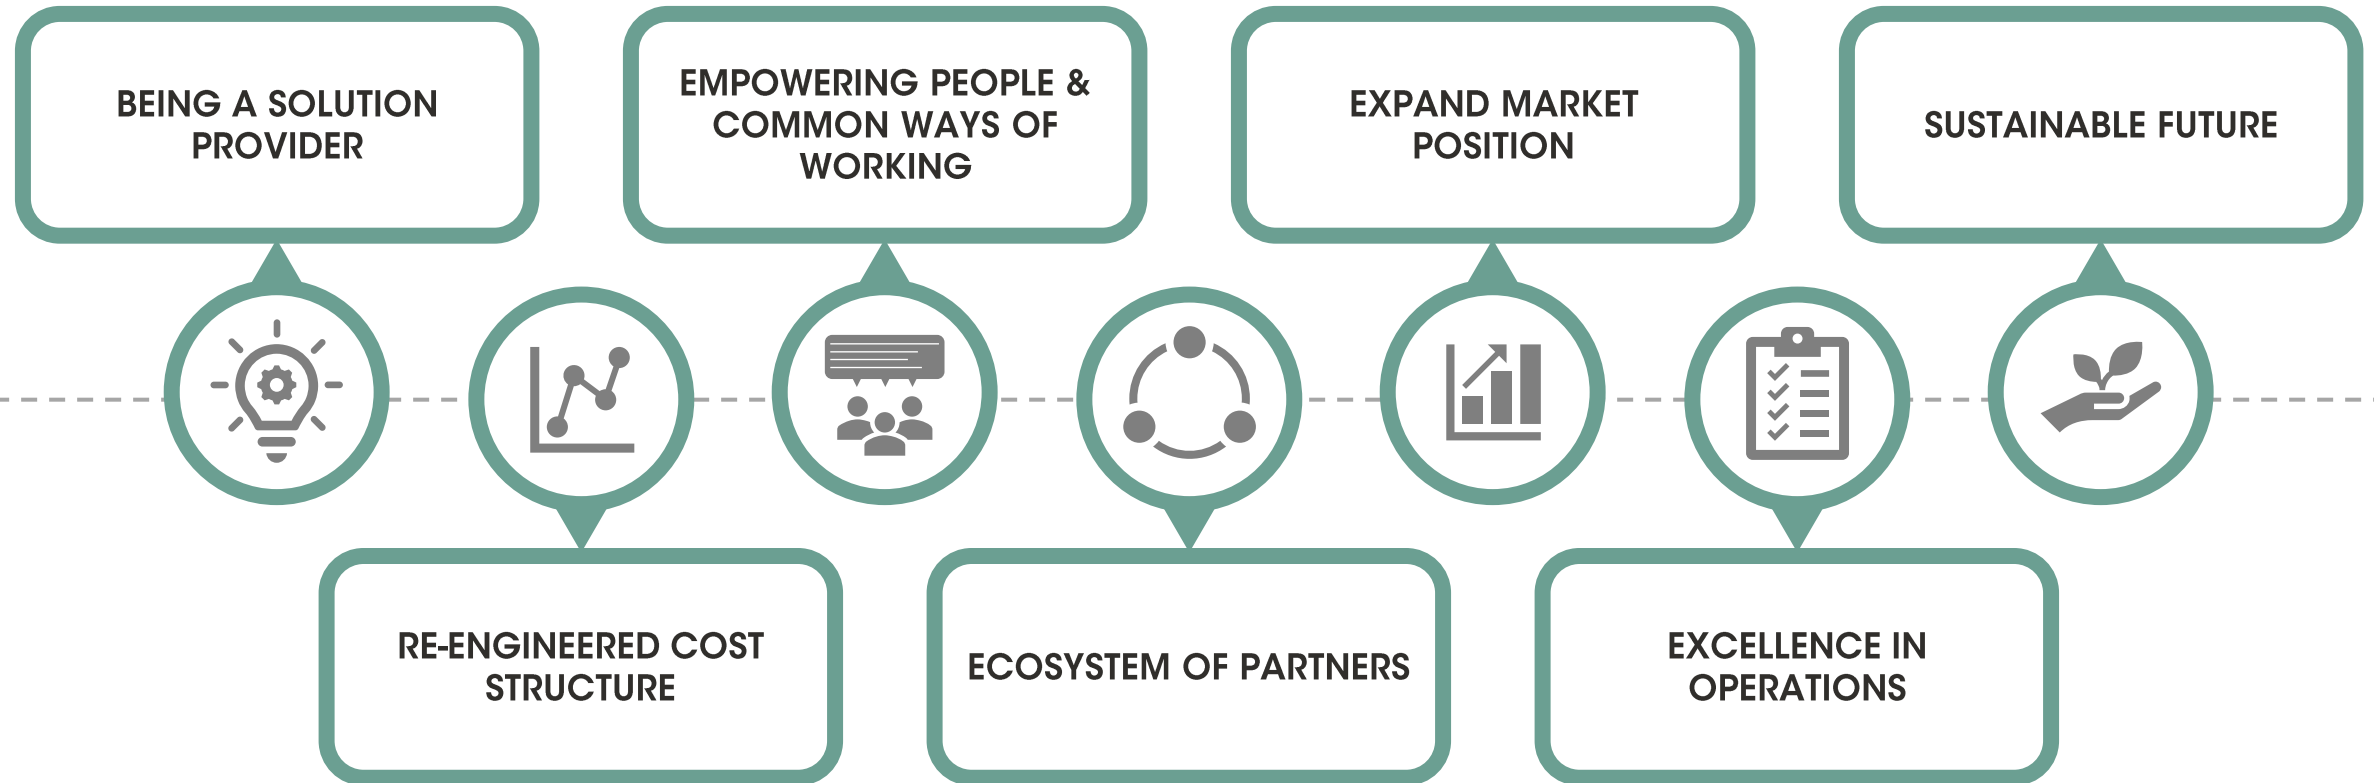 BEING A SOLUTION
PROVIDER
EMPOWERING PEOPLE &
COMMON WAYS OF
WORKING
EXPAND MARKET
POSITION
SUSTAINABLE FUTURE
RE-ENGINEERED COST
STRUCTURE
ECOSYSTEM OF PARTNERS
EXCELLENCE IN
OPERATIONS